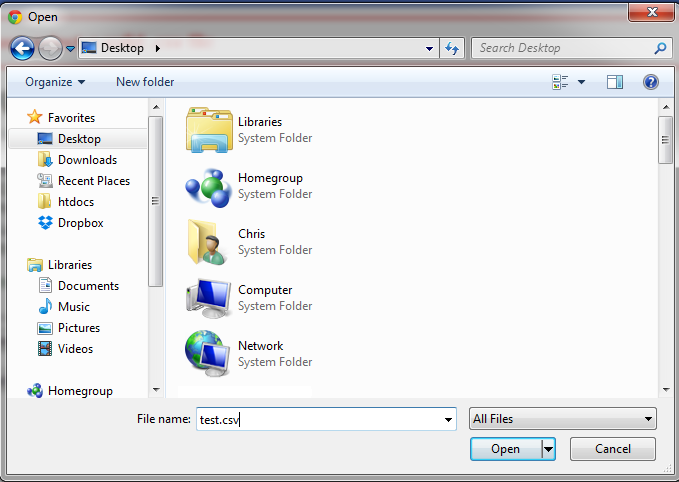 Open
Desktop
Search Desktop
Organize
New folder
Favorites
Desktop
Downloads
Recent Places
htdocs
Dropbox
Libraries
Documents
Music
Pictures
Videos
Homegroup
Libraries
System Folder
Homegroup
System Folder
Chris
System Folder
Computer
System Folder
Network
System Folder
File name: test.csv
All Files
Open
Cancel